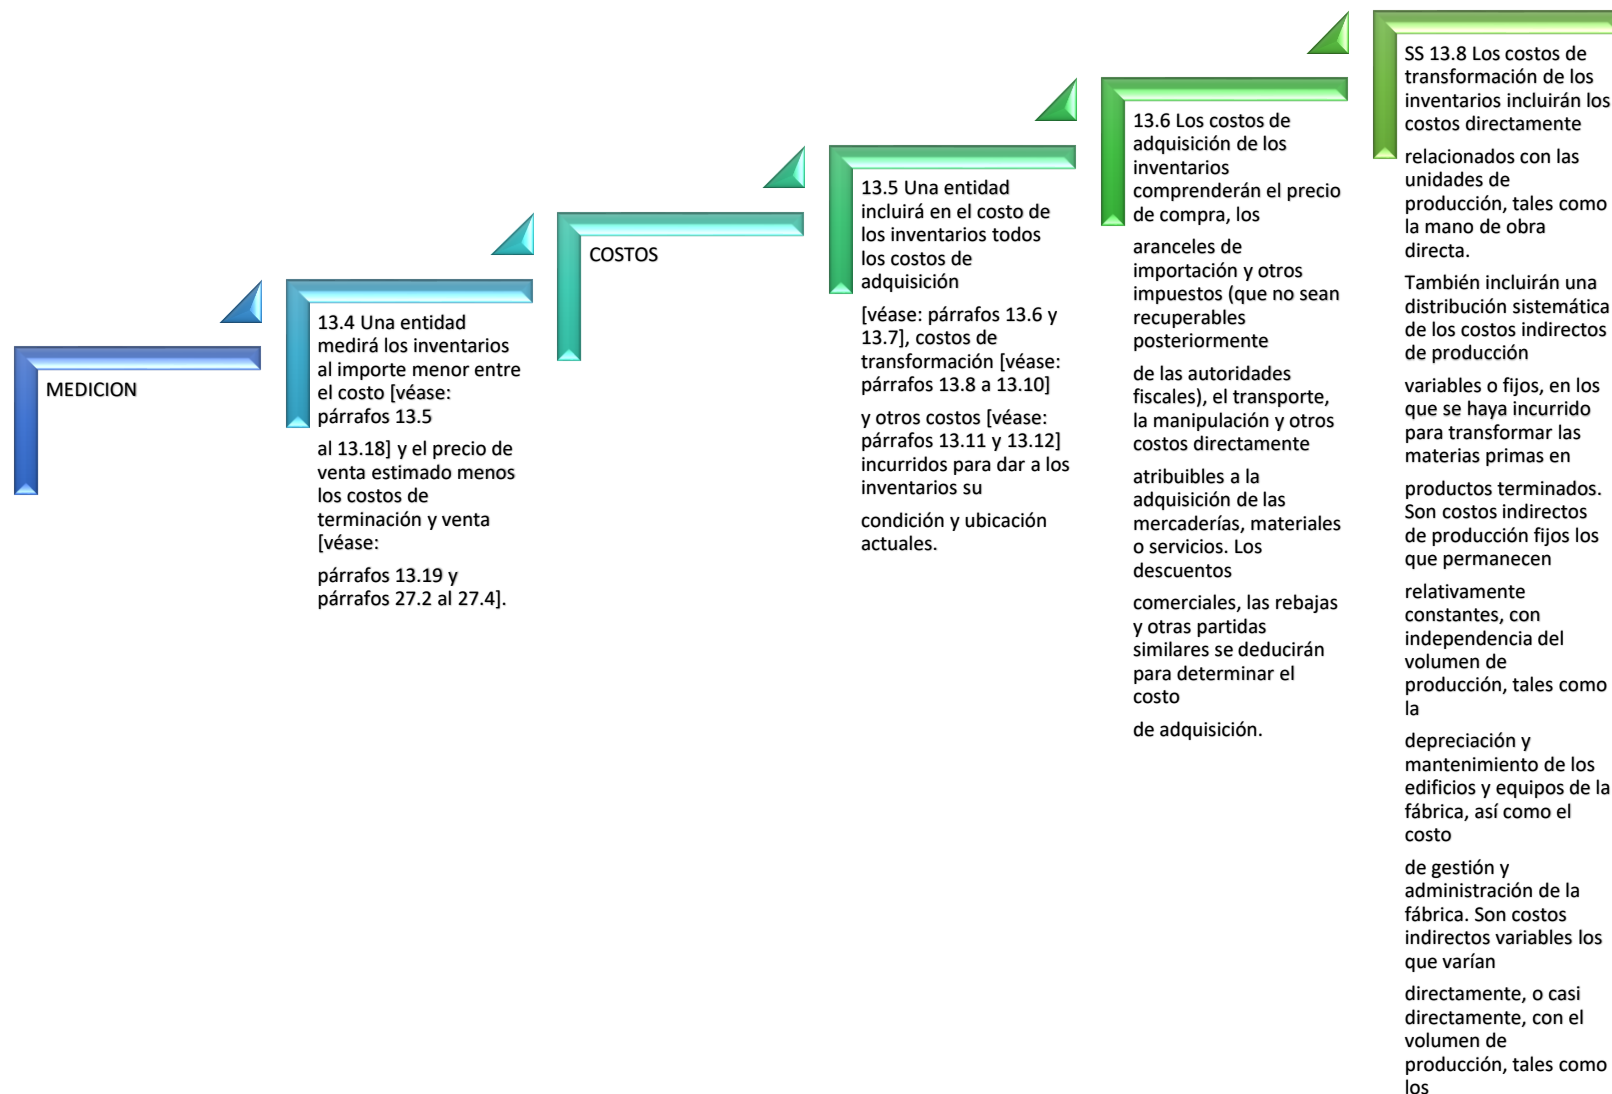 MEDICION
13.4 Una entidad
medirá los inventarios
al importe menor entre
el costo [véase:
párrafos 13.5
al 13.18] y el precio de
venta estimado menos
los costos de
terminación y venta
[véase:
párrafos 13.19 y
párrafos 27.2 al 27.4].
COSTOS
13.5 Una entidad
incluirá en el costo de
los inventarios todos
los costos de
adquisición
[véase: párrafos 13.6 y
13.7], costos de
transformación [véase:
párrafos 13.8 a 13.10]
y otros costos [véase:
párrafos 13.11 y 13.12]
incurridos para dar a los
inventarios su
condición y ubicación
actuales.
13.6 Los costos de
adquisición de los
inventarios
comprenderán el precio
de compra, los
aranceles de
importación y otros
impuestos (que no sean
recuperables
posteriormente
de las autoridades
fiscales), el transporte,
la manipulación y otros
costos directamente
atribuibles a la
adquisición de las
mercaderías, materiales
o servicios. Los
descuentos
comerciales, las rebajas
y otras partidas
similares se deducirán
para determinar el
costo
de adquisición.
SS 13.8 Los costos de
transformación de los
inventarios incluirán los
costos directamente
relacionados con las
unidades de
producción, tales como
la mano de obra
directa.
También incluirán una
distribución sistemática
de los costos indirectos
de producción
variables o fijos, en los
que se haya incurrido
para transformar las
materias primas en
productos terminados.
Son costos indirectos
de producción fijos los
que permanecen
relativamente
constantes, con
independencia del
volumen de
producción, tales como
la
depreciación y
mantenimiento de los
edificios y equipos de la
fábrica, así como el
costo
de gestión y
administración de la
fábrica. Son costos
indirectos variables los
que varían
directamente, o casi
directamente, con el
volumen de
producción, tales como
los